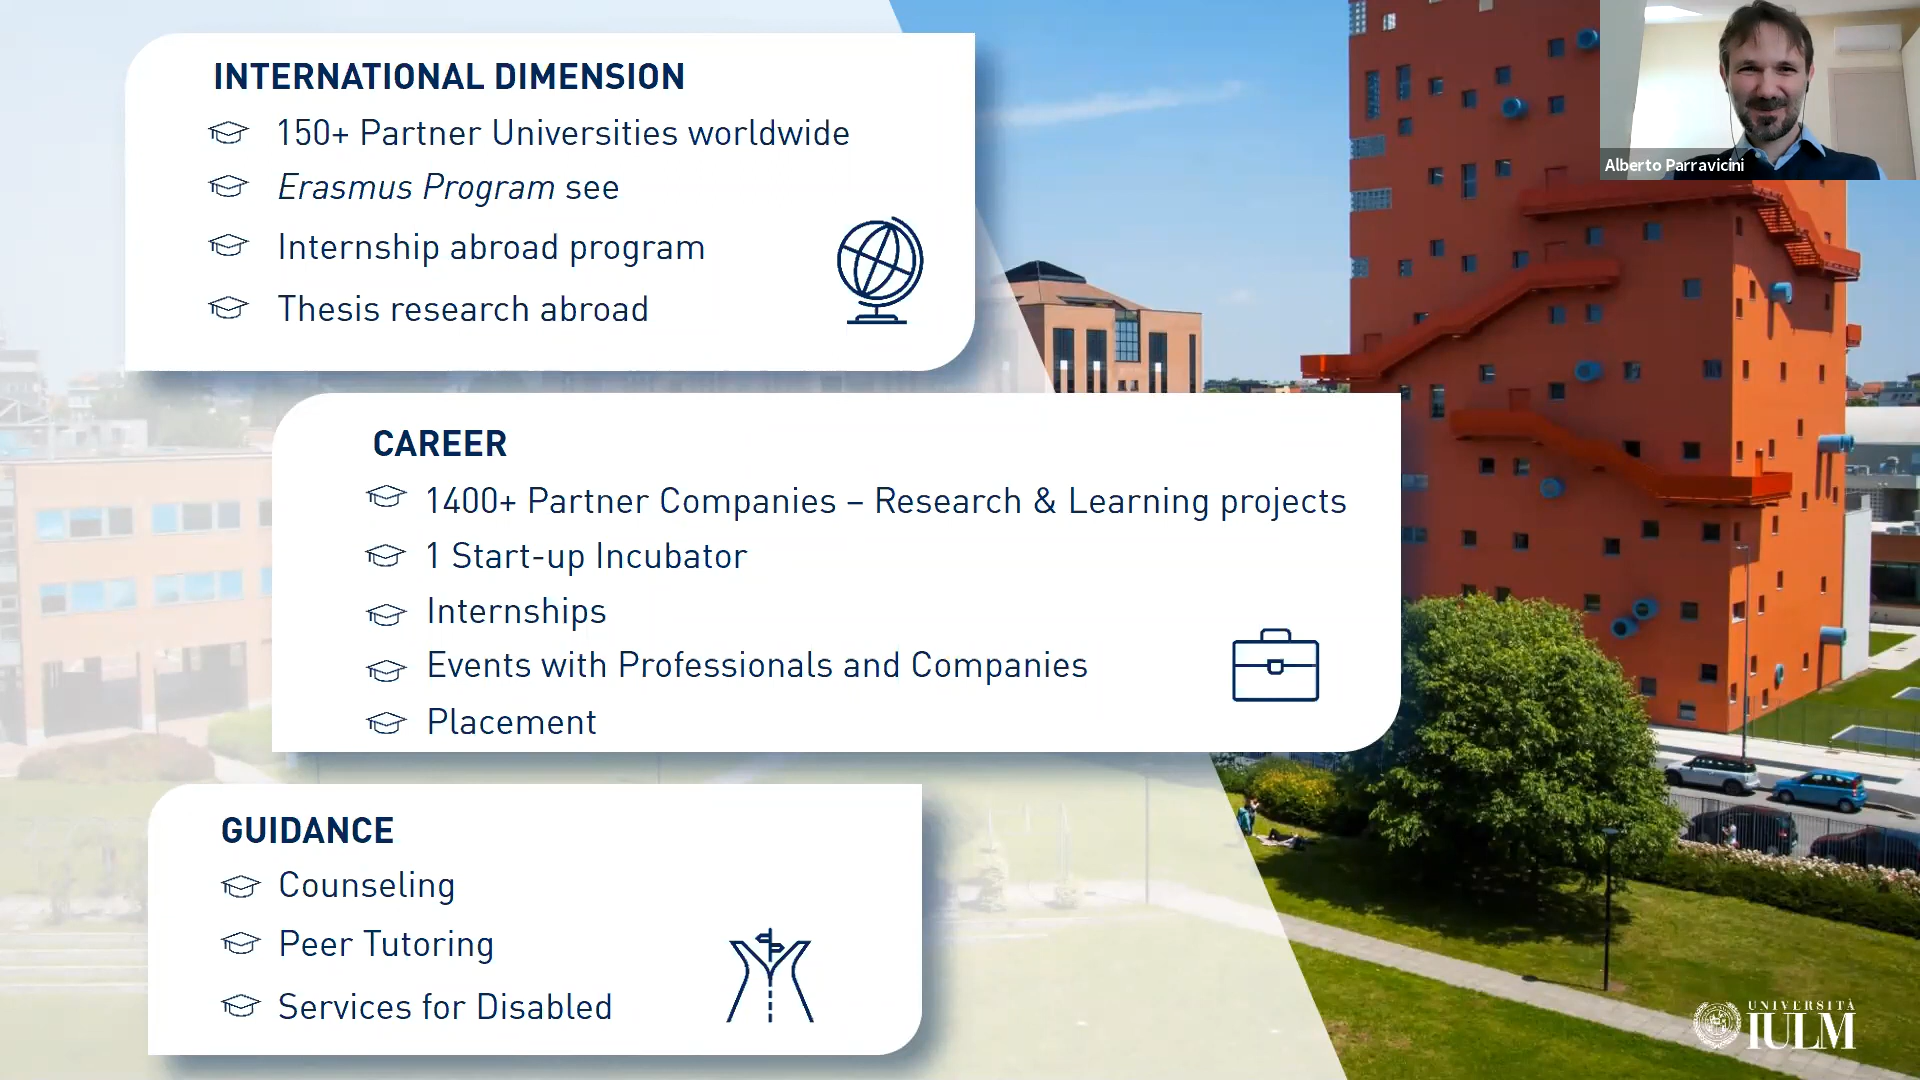 INTERNATIONAL DIMENSION
150+ Partner Universities worldwide
Erasmus Program see
Internship abroad program
Thesis research abroad
CAREER
1400+ Partner Companies – Research & Learning projects
1 Start-up Incubator
Internships
Events with Professionals and Companies
Placement
GUIDANCE
Counseling
Peer Tutoring
Services for Disabled
Alberto Parravicini
UNIVERSITÀ
IULM